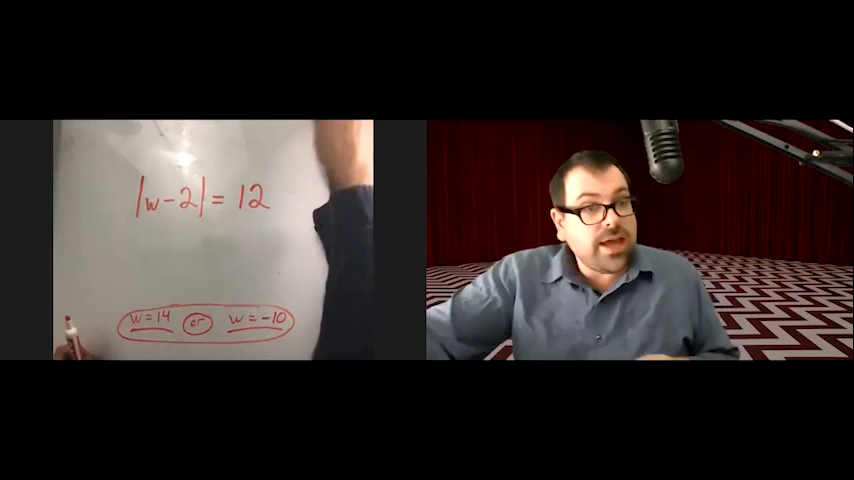 |w-2| = 12
w = 14 or w = -10